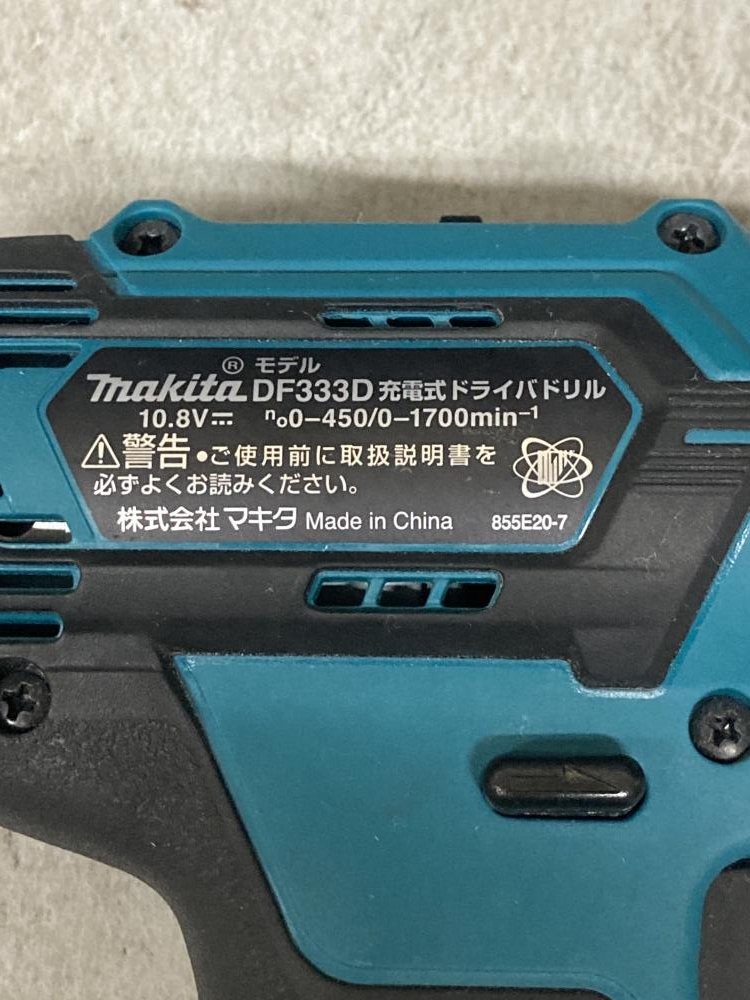 ® モデル
makita DF333D 充電式ドライバドリル
10.8V⎓ n₀0-450/0-1700min⁻¹
⚠警告 •ご使用前に取扱説明書を
必ずよくお読みください。
株式会社マキタ Made in China 855E20-7